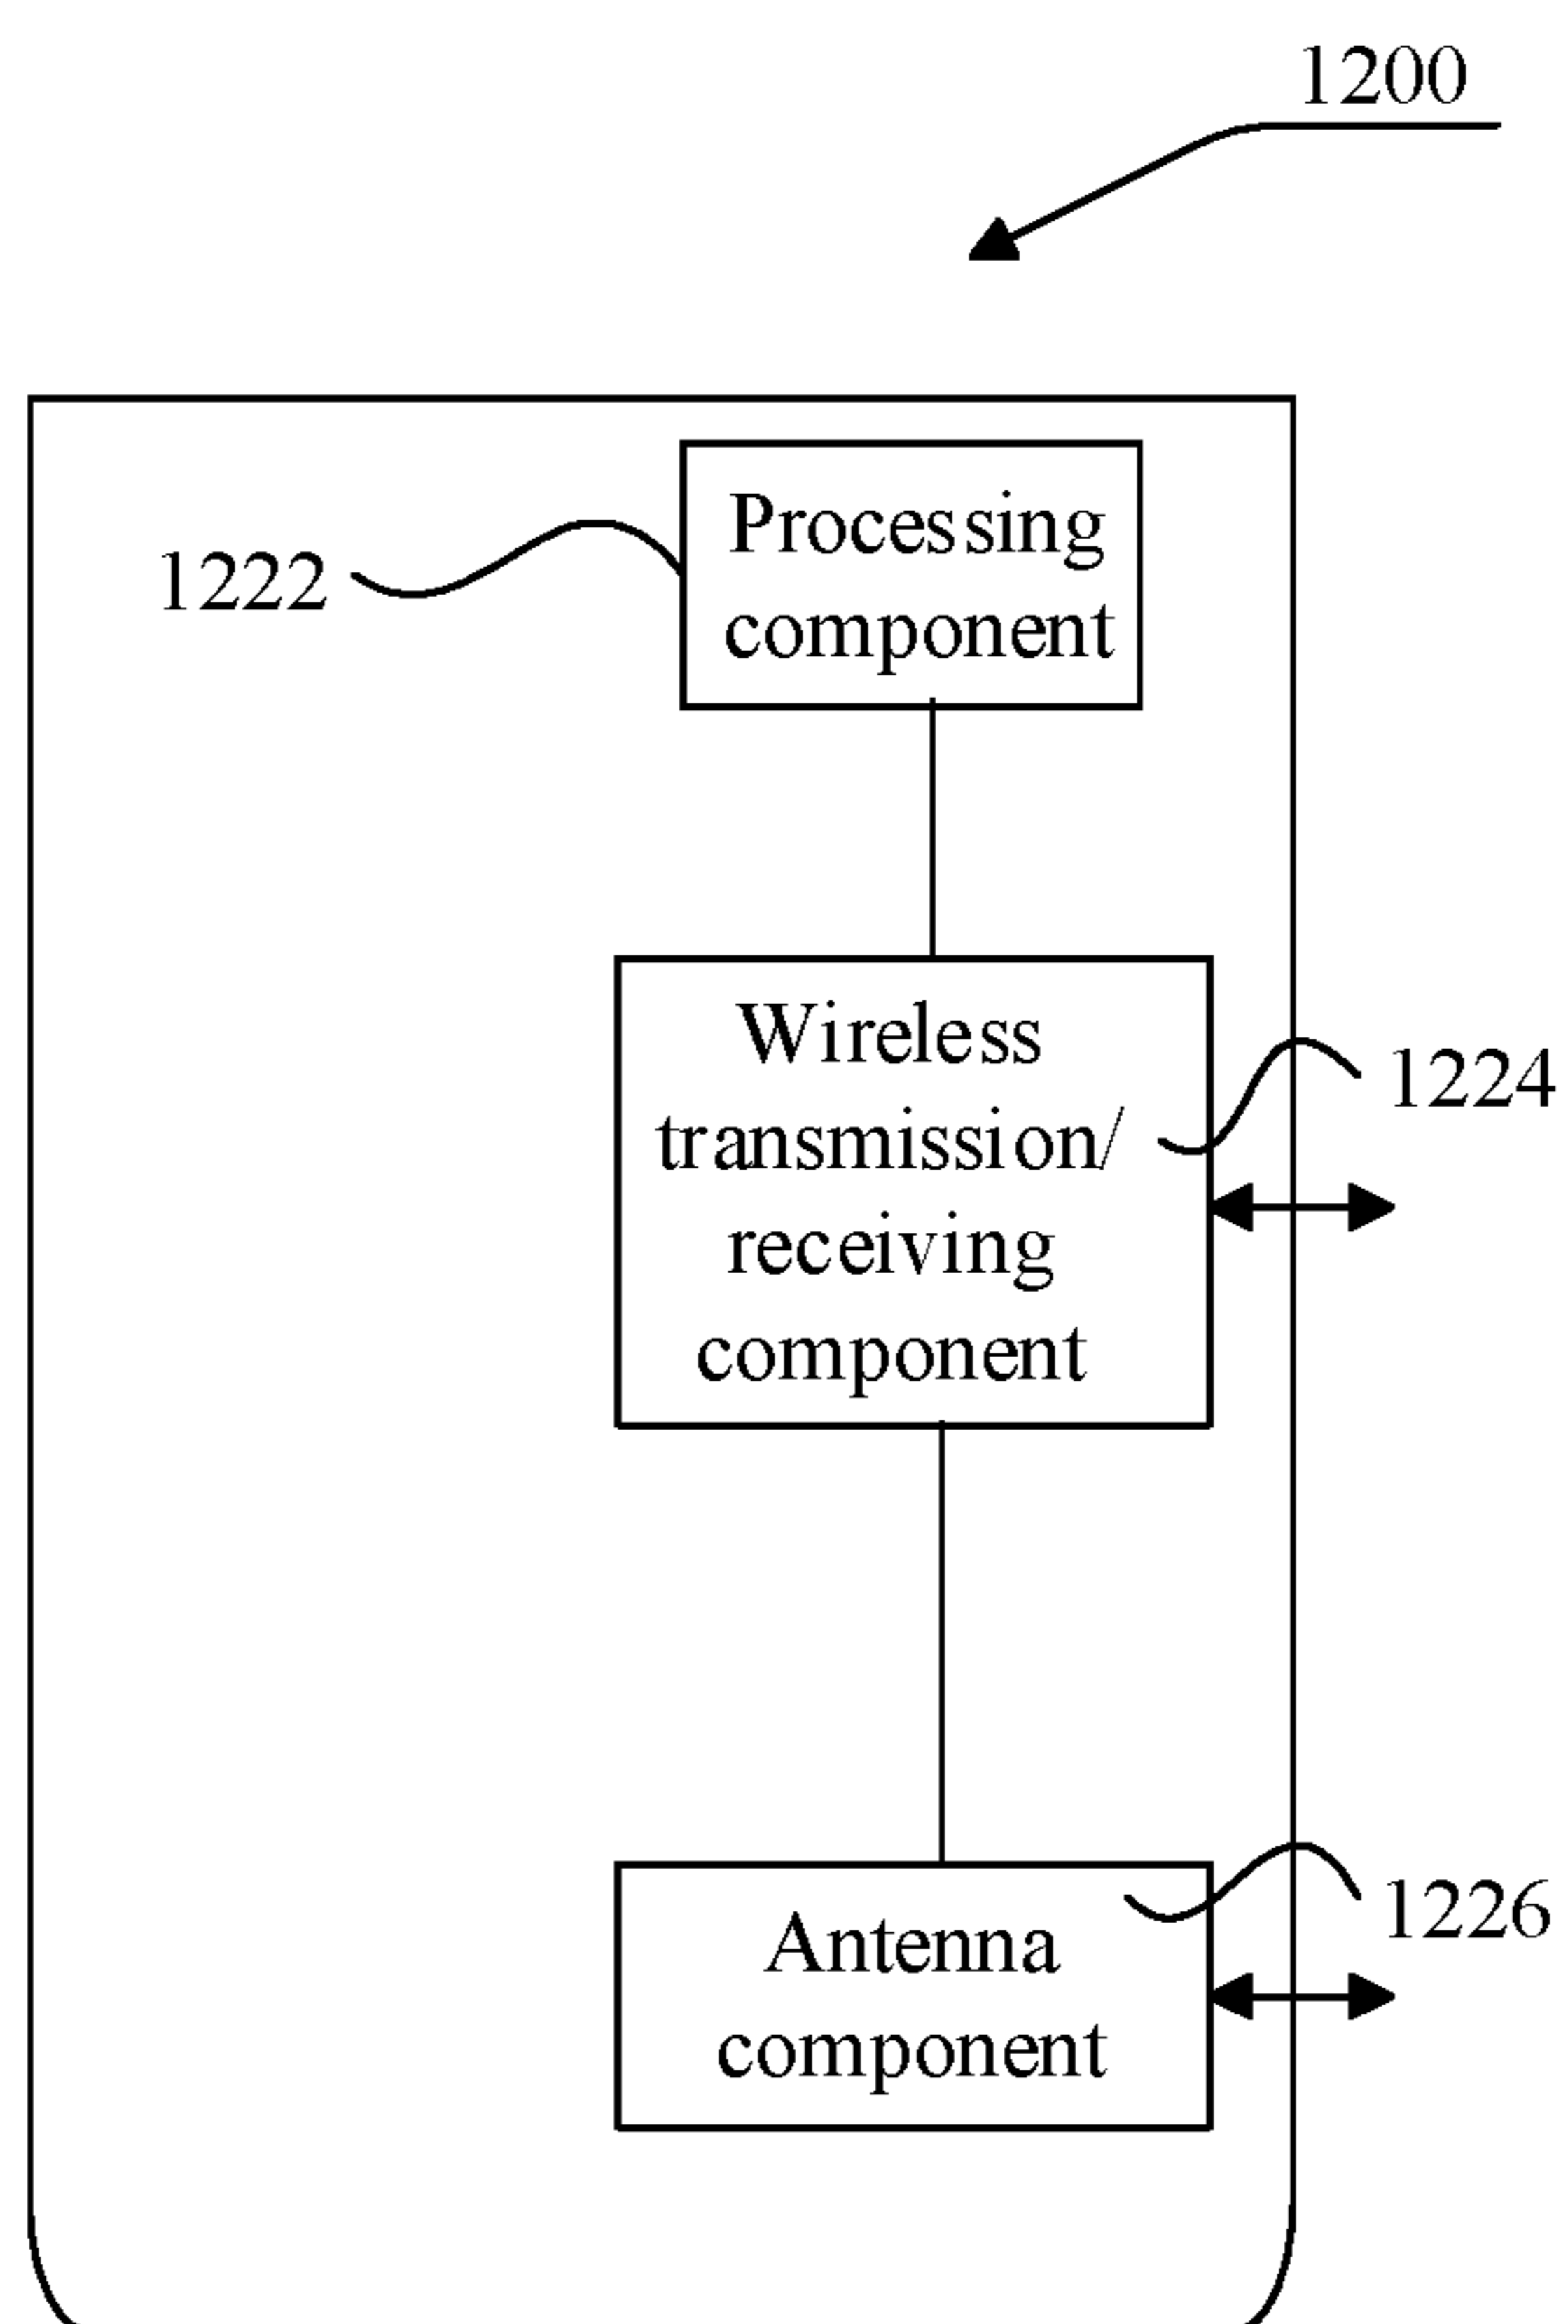 1200
Processing
component
1222
Wireless
transmission/
receiving
component
1224
Antenna
component
1226